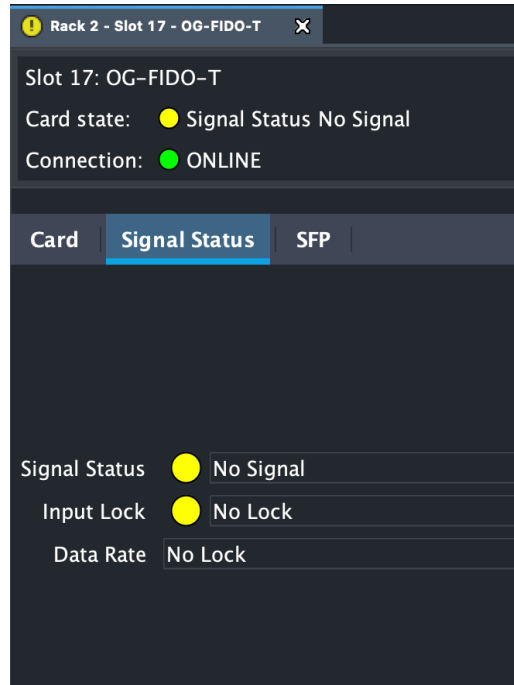 ! Rack 2 - Slot 17 - OG-FIDO-T X
Slot 17: OG-FIDO-T
Card state: Signal Status No Signal
Connection: ONLINE
Card Signal Status SFP
Signal Status No Signal
Input Lock No Lock
Data Rate No Lock